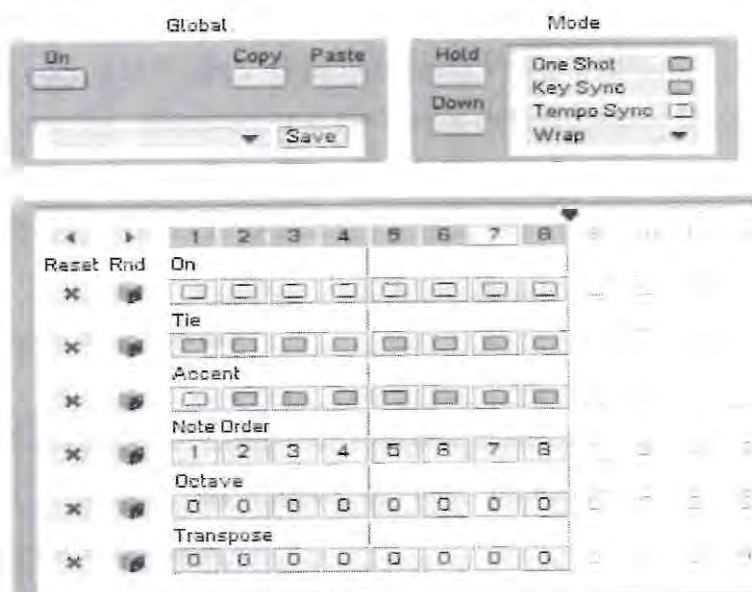 Global Mode
On Copy Paste Hold
One Shot
Key Sync
Down
Tempo Sync
Save Wrap
1 2 3 4 5 6 7 8
Reset Rnd On
Tie
Accent
Note Order
1 2 3 4 5 6 7 8
Octave
0 0 0 0 0 0 0 0
Transpose
0 0 0 0 0 0 0 0